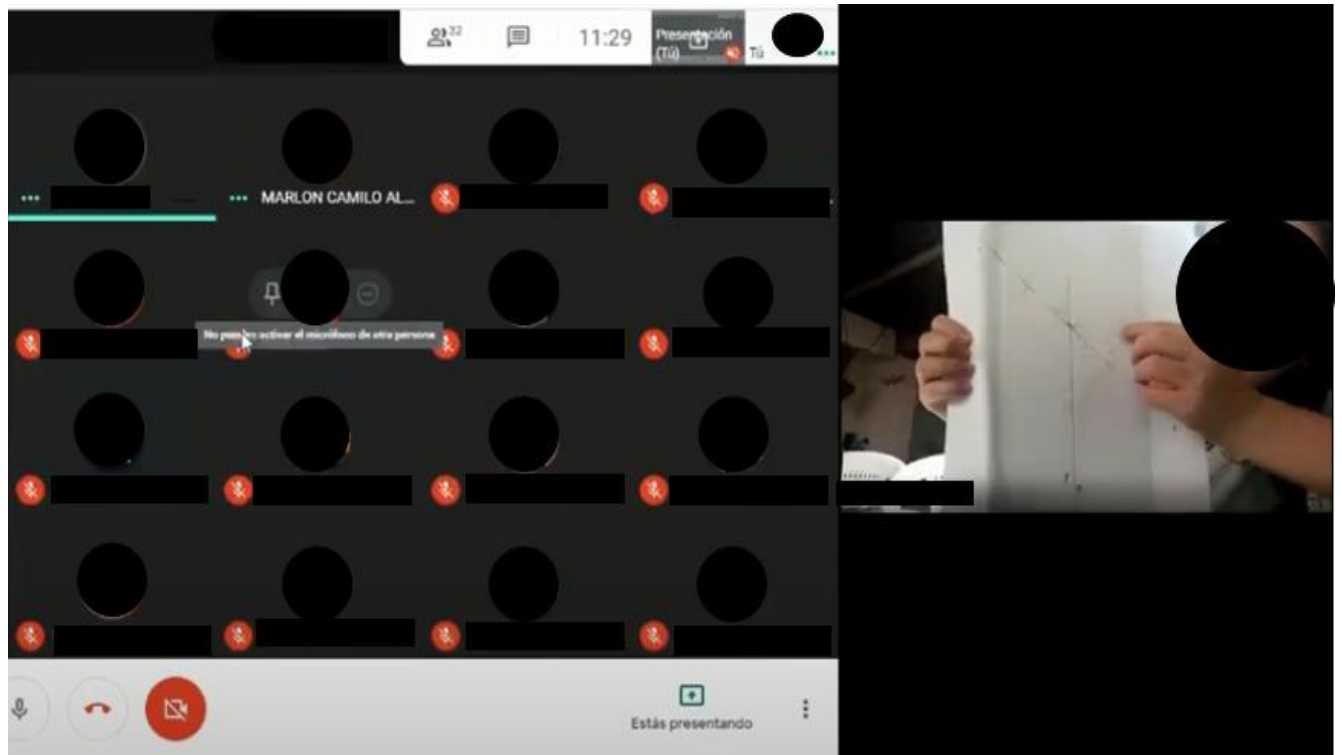 32
11:29
Presentación
(Tú)
Tú
MARLON CAMILO AL...
No puedes activar el micrófono de otra persona
Estás presentando